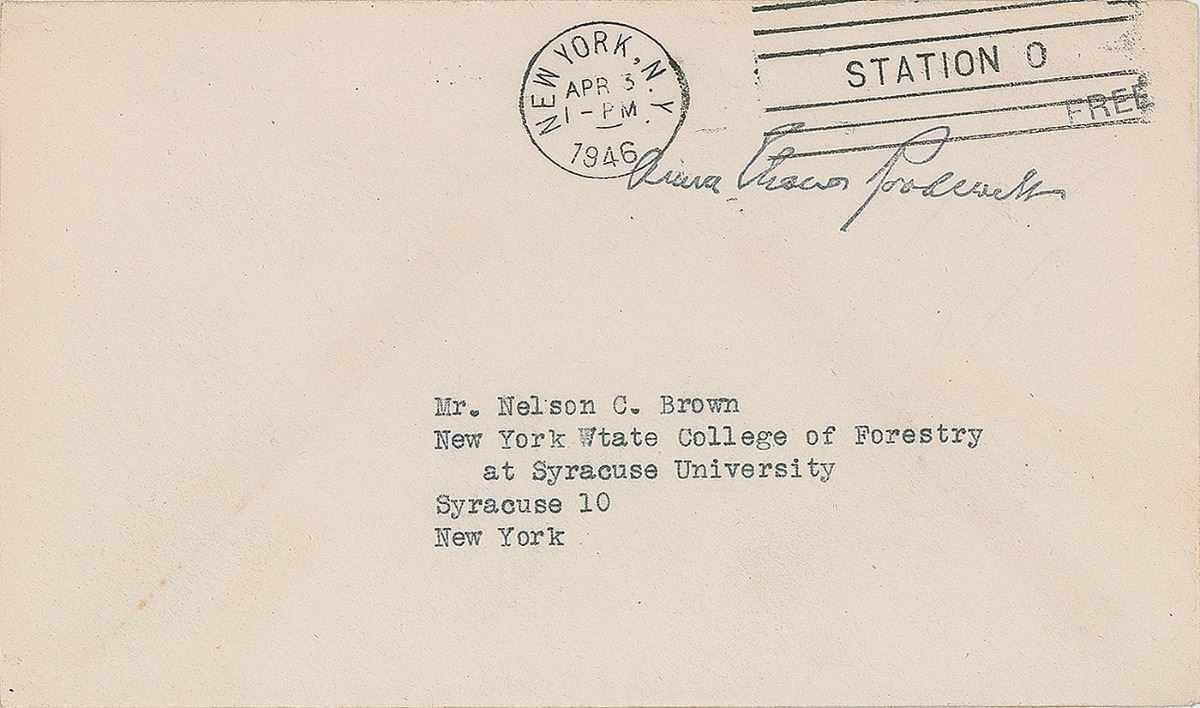 NEW YORK, N.Y.
APR 3
1-PM
1946
STATION O
FREE
Anna Eleanor Roosevelt
Mr. Nelson C. Brown
New York Wtate College of Forestry
at Syracuse University
Syracuse 10
New York